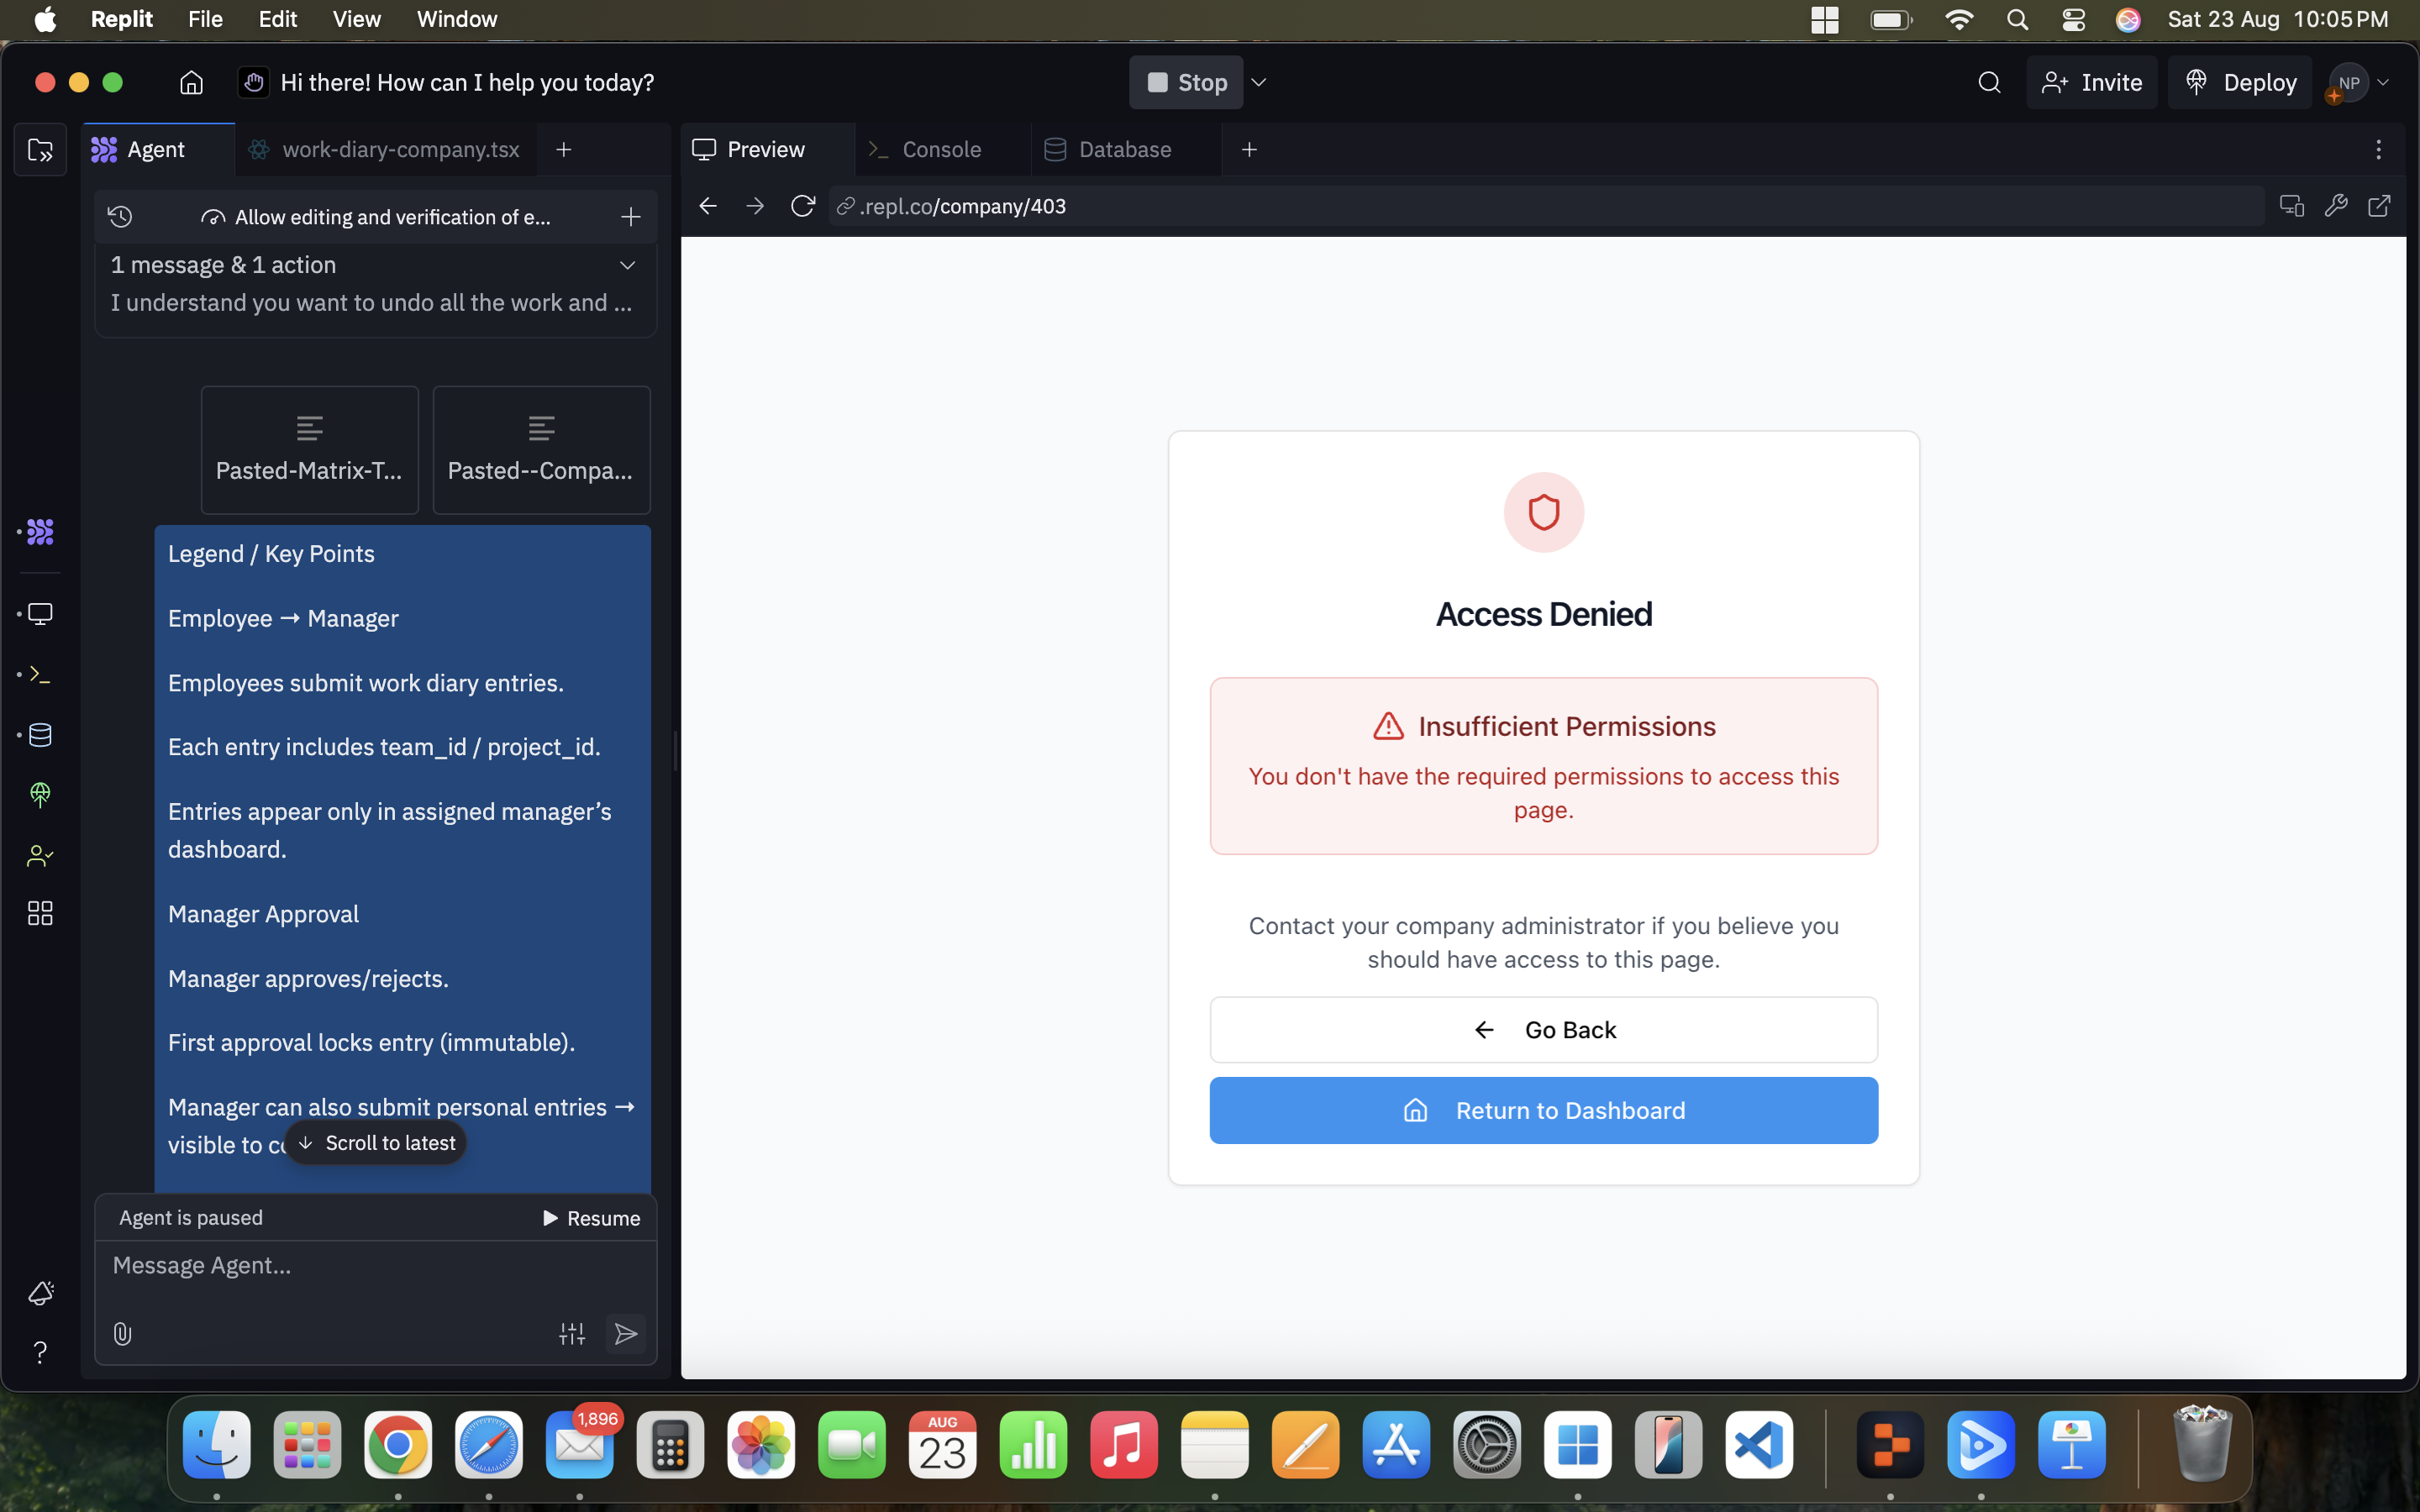 Replit File Edit View Window Sat 23 Aug 10:05 PM
Hi there! How can I help you today? Stop Invite Deploy NP
Agent work-diary-company.tsx Preview Console Database
Allow editing and verification of e...
.repl.co/company/403
1 message & 1 action
I understand you want to undo all the work and ...
Pasted-Matrix-T... Pasted--Compa...
Legend / Key Points
Employee → Manager
Employees submit work diary entries.
Each entry includes team_id / project_id.
Entries appear only in assigned manager’s
dashboard.
Manager Approval
Manager approves/rejects.
First approval locks entry (immutable).
Manager can also submit personal entries →
visible to
Scroll to latest
Agent is paused Resume
Message Agent...
Access Denied
Insufficient Permissions
You don't have the required permissions to access this
page.
Contact your company administrator if you believe you
should have access to this page.
Go Back
Return to Dashboard
1,896
AUG
23